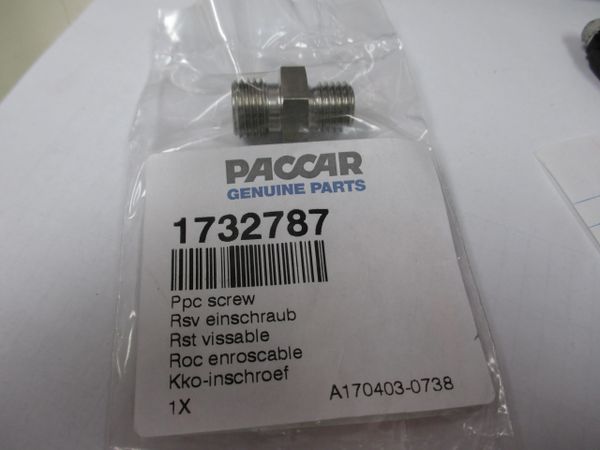 PACCAR
GENUINE PARTS
1732787
Ppc screw
Rsv einschraub
Rst vissable
Roc enroscable
Kko-inschroef
1X
A170403-0738